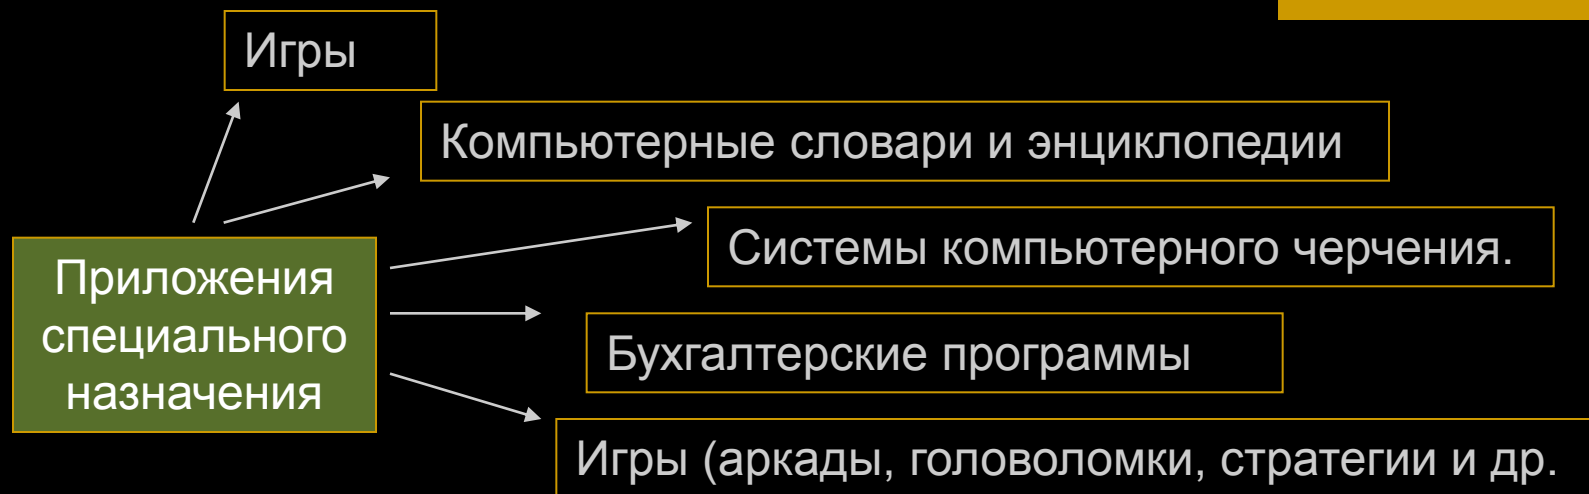 Игры
Компьютерные словари и энциклопедии
Системы компьютерного черчения.
Приложения
специального
назначения
Бухгалтерские программы
Игры (аркады, головоломки, стратегии и др.